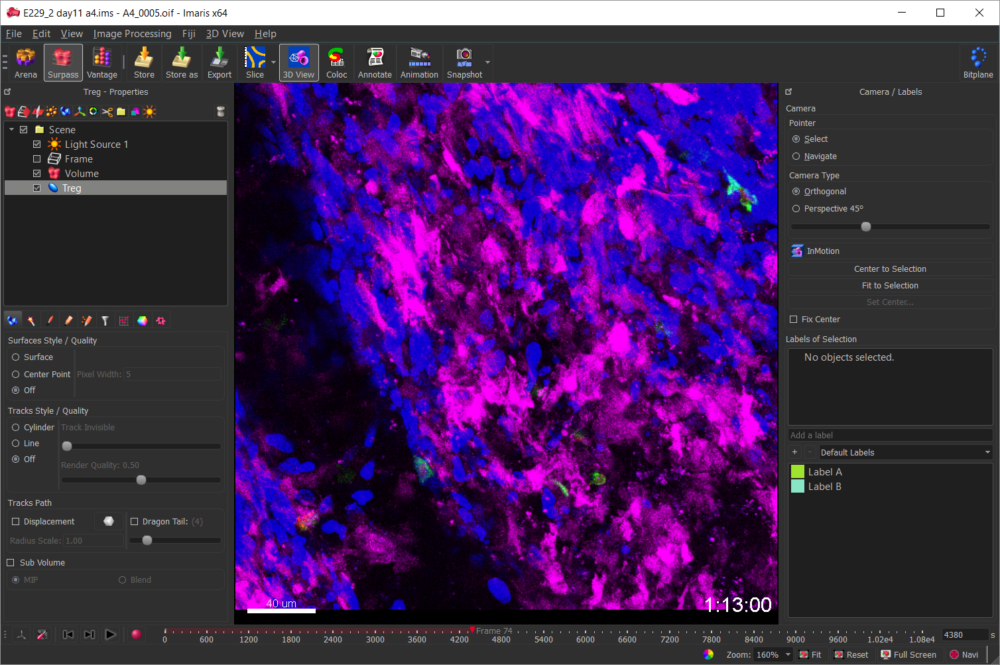 E229_2 day11 a4.ims - A4_0005.oif - Imaris x64
File Edit View Image Processing Fiji 3D View Help
Arena Surpass Vantage Store Store as Export Slice 3D View Coloc Annotate Animation Snapshot Bitplane
Treg - Properties
Scene
Light Source 1
Frame
Volume
Treg
Surfaces Style / Quality
Surface
Center Point Pixel Width: 5
Off
Tracks Style / Quality
Cylinder Track Invisible
Line
Off
Render Quality: 0.50
Tracks Path
Displacement Dragon Tail: (4)
Radius Scale: 1.00
Sub Volume
MIP Blend
40 um
1:13:00
Camera / Labels
Camera
Pointer
Select
Navigate
Camera Type
Orthogonal
Perspective 45º
InMotion
Center to Selection
Fit to Selection
Set Center...
Fix Center
Labels of Selection
No objects selected.
Add a label
+ - Default Labels
Label A
Label B
Frame 74
0 600 1200 1800 2400 3000 3600 4200 4800 5400 6000 6600 7200 7800 8400 9000 9600 1.02e4 1.08e4 4380 s
Zoom: 160% Fit Reset Full Screen Navi